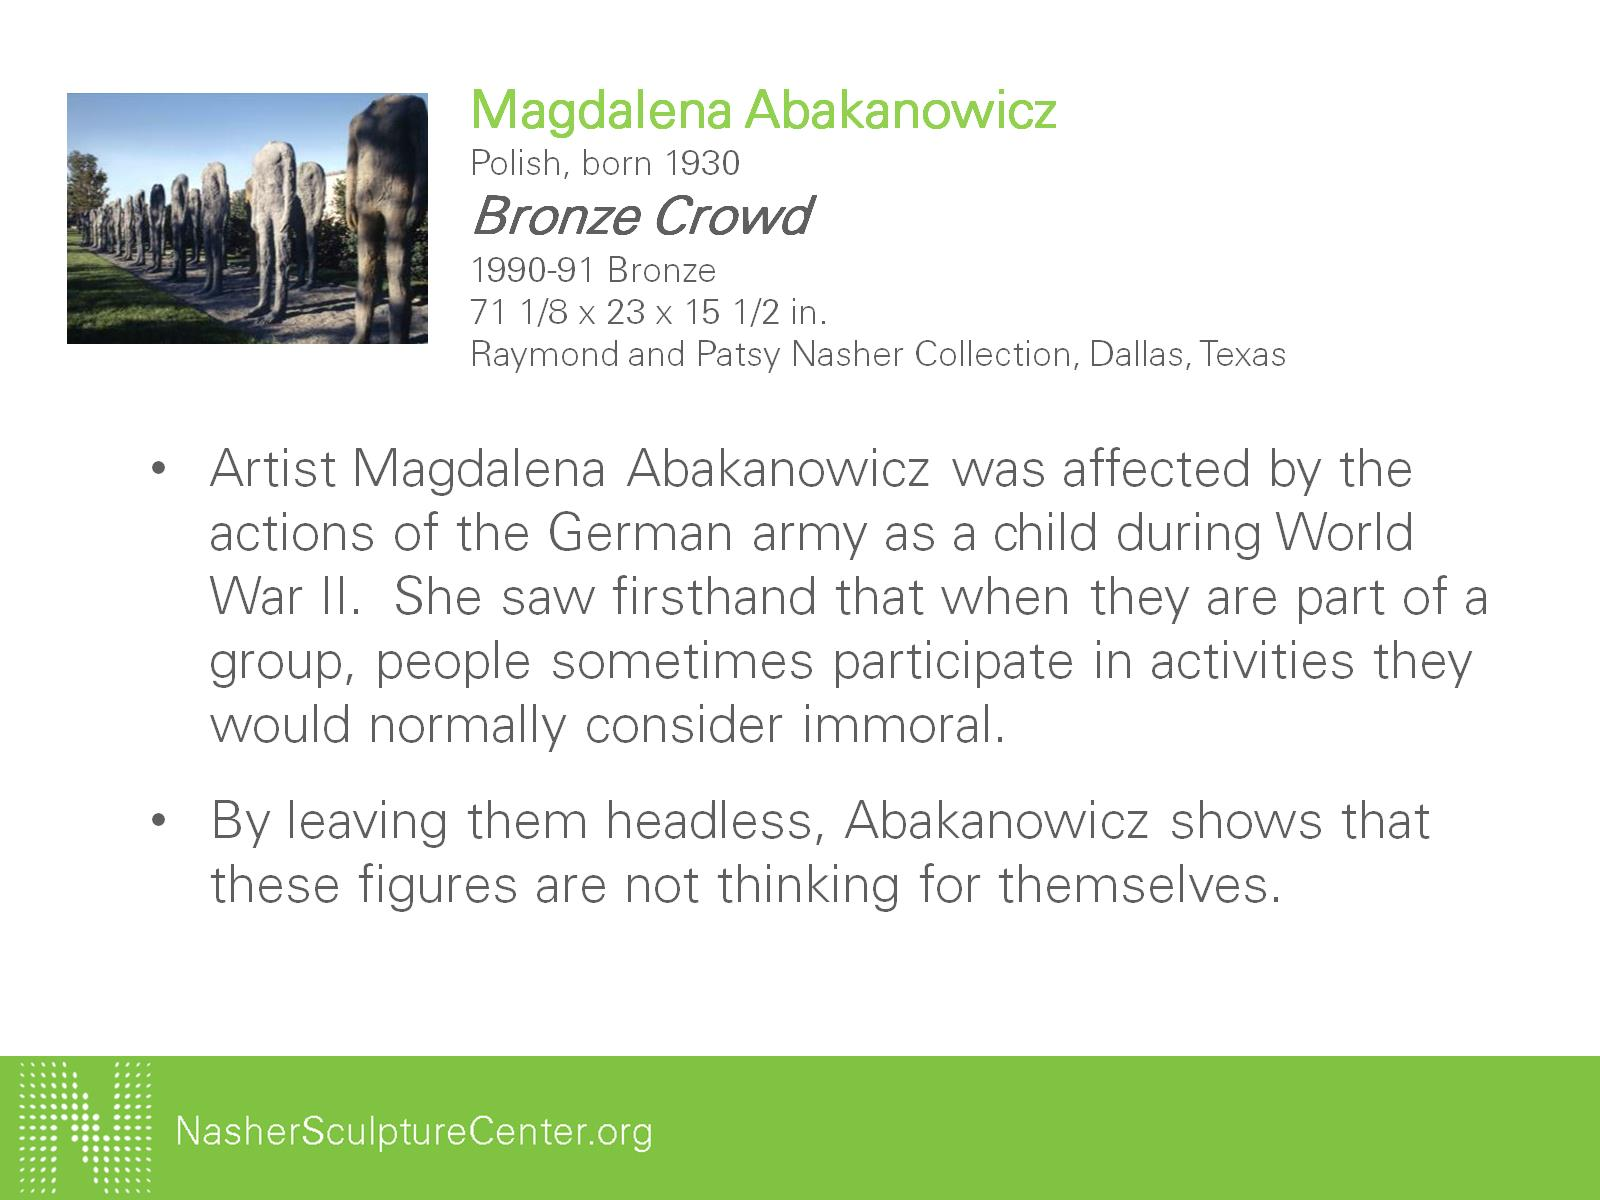 Magdalena Abakanowicz
Polish, born 1930
Bronze Crowd
1990-91 Bronze
71 1/8 x 23 x 15 1/2 in.
Raymond and Patsy Nasher Collection, Dallas, Texas
• Artist Magdalena Abakanowicz was affected by the
actions of the German army as a child during World
War II. She saw firsthand that when they are part of a
group, people sometimes participate in activities they
would normally consider immoral.
• By leaving them headless, Abakanowicz shows that
these figures are not thinking for themselves.
NasherSculptureCenter.org